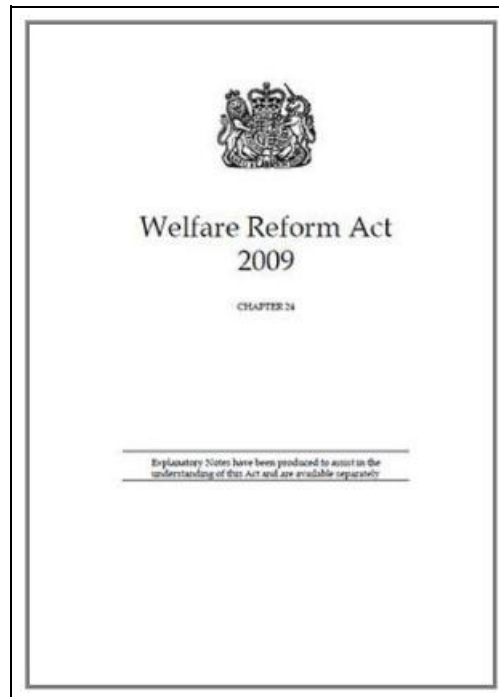 Welfare Reform Act
2009
CHAPTER 24
Explanatory Notes have been produced to assist in the
understanding of this Act and are available separately